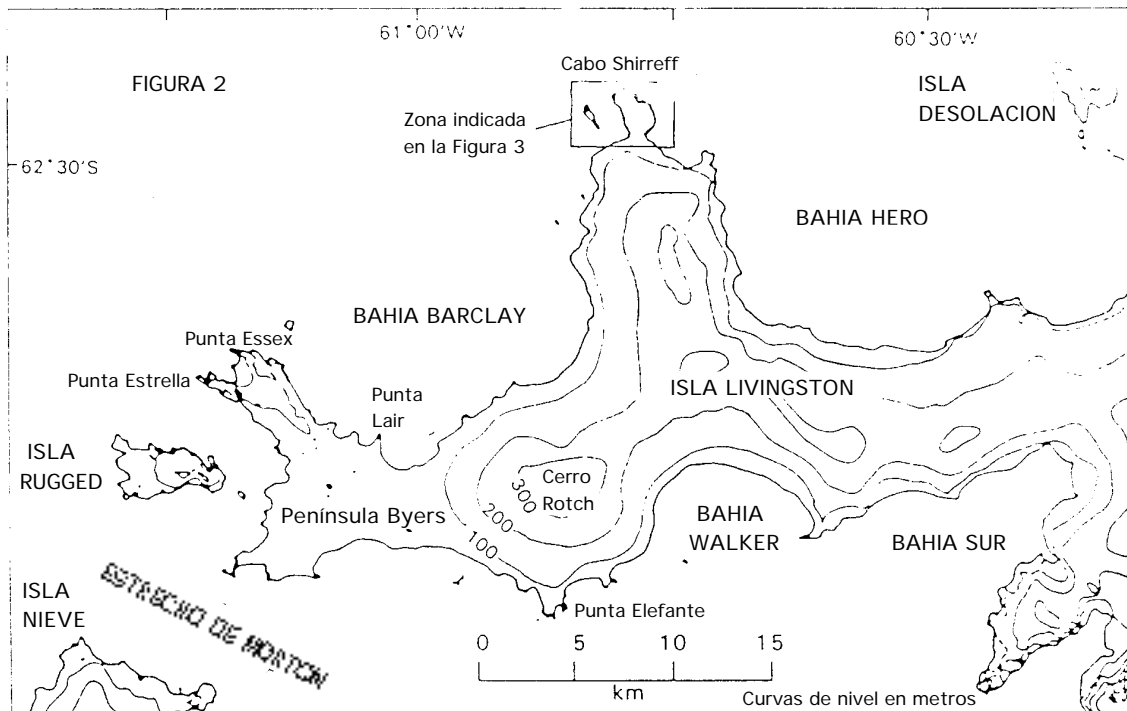 61°00'W
60°30'W
FIGURA 2
Cabo Shirreff
ISLA
DESOLACION
Zona indicada
en la Figura 3
62°30'S
BAHIA HERO
BAHIA BARCLAY
Punta Essex
Punta Estrella
Punta
Lair
ISLA LIVINGSTON
ISLA
RUGGED
Cerro
Rotch
300
200
100
Península Byers
BAHIA
WALKER
BAHIA SUR
ISLA
NIEVE
ESTRECHO DE MORTON
Punta Elefante
0 5 10 15
km
Curvas de nivel en metros